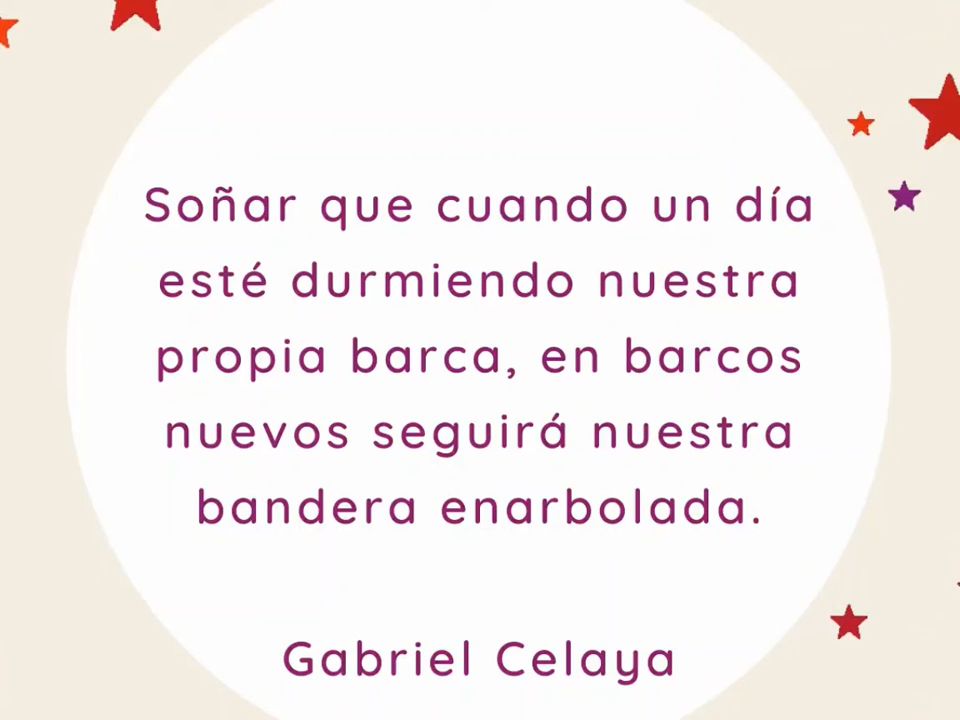 Soñar que cuando un día
esté durmiendo nuestra
propia barca, en barcos
nuevos seguirá nuestra
bandera enarbolada.
Gabriel Celaya